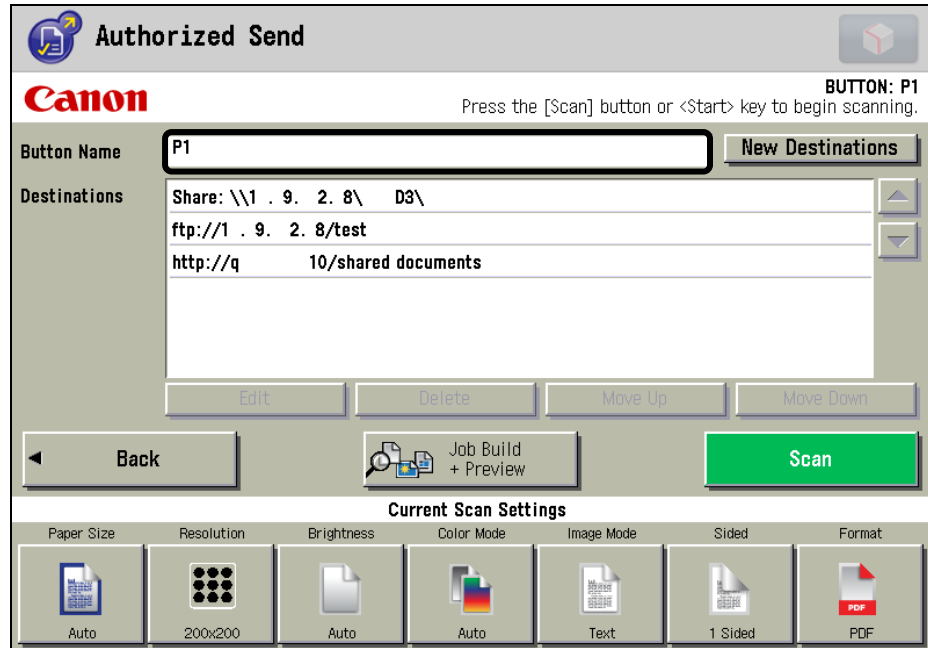 Authorized Send
Canon
BUTTON: P1
Press the [Scan] button or <Start> key to begin scanning.
Button Name
P1
New Destinations
Destinations
Share: \\1 . 9. 2. 8\ D3\
ftp://1 . 9. 2. 8/test
http://q 10/shared documents
Edit
Delete
Move Up
Move Down
Back
Job Build
+ Preview
Scan
Current Scan Settings
Paper Size
Resolution
Brightness
Color Mode
Image Mode
Sided
Format
PDF
Auto
200x200
Auto
Auto
Text
1 Sided
PDF